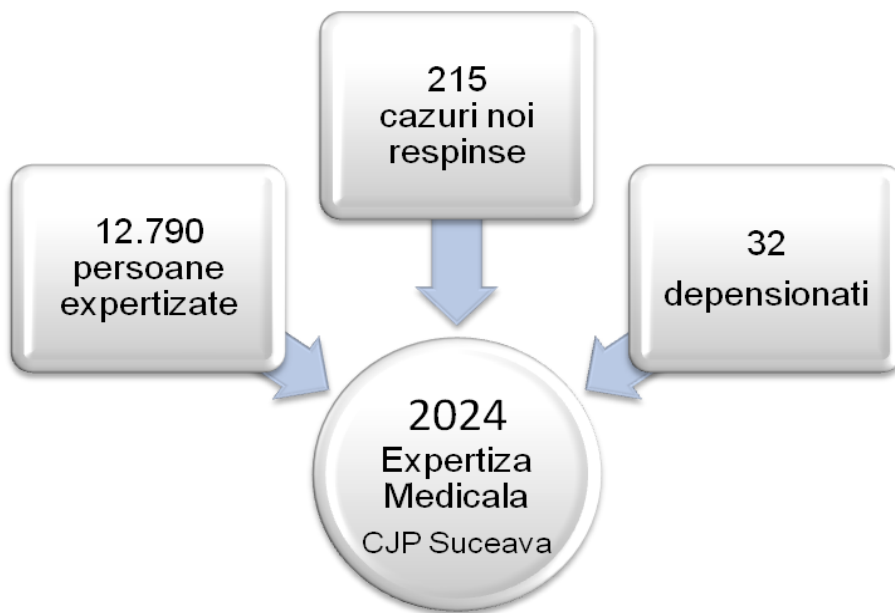 215
cazuri noi
respinse
12.790
persoane
expertizate
32
depensionati
2024
Expertiza
Medicala
CJP Suceava